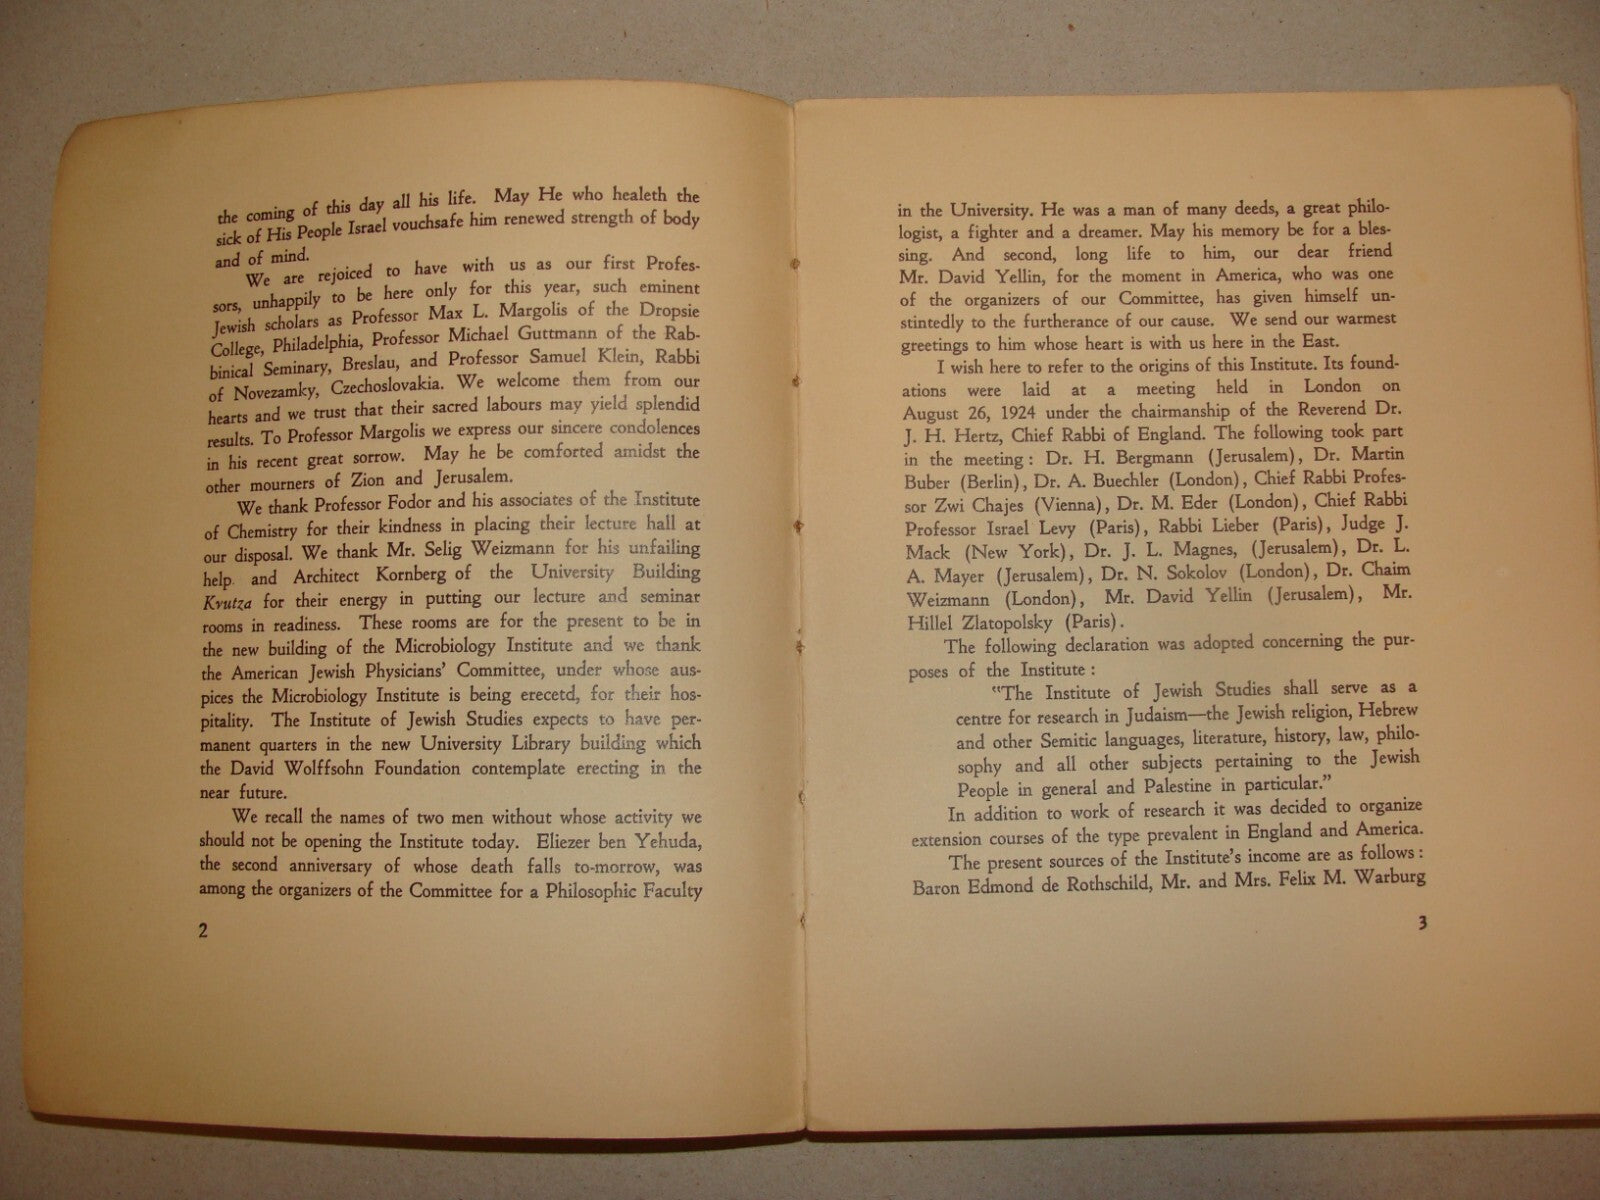 the coming of this day all his life. May He who healeth the
sick of His People Israel vouchsafe him renewed strength of body
and of mind.
We are rejoiced to have with us as our first Profes-
sors, unhappily to be here only for this year, such eminent
Jewish scholars as Professor Max L. Margolis of the Dropsie
College, Philadelphia, Professor Michael Guttmann of the Rab-
binical Seminary, Breslau, and Professor Samuel Klein, Rabbi
of Novezamky, Czechoslovakia. We welcome them from our
hearts and we trust that their sacred labours may yield splendid
results. To Professor Margolis we express our sincere condolences
in his recent great sorrow. May he be comforted amidst the
other mourners of Zion and Jerusalem.
We thank Professor Fodor and his associates of the Institute
of Chemistry for their kindness in placing their lecture hall at
our disposal. We thank Mr. Selig Weizmann for his unfailing
help and Architect Kornberg of the University Building
Kvutza for their energy in putting our lecture and seminar
rooms in readiness. These rooms are for the present to be in
the new building of the Microbiology Institute and we thank
the American Jewish Physicians' Committee, under whose aus-
pices the Microbiology Institute is being erecetd, for their hos-
pitality. The Institute of Jewish Studies expects to have per-
manent quarters in the new University Library building which
the David Wolffsohn Foundation contemplate erecting in the
near future.
We recall the names of two men without whose activity we
should not be opening the Institute today. Eliezer ben Yehuda,
the second anniversary of whose death falls to-morrow, was
among the organizers of the Committee for a Philosophic Faculty
2
in the University. He was a man of many deeds, a great philo-
logist, a fighter and a dreamer. May his memory be for a bles-
sing. And second, long life to him, our dear friend
Mr. David Yellin, for the moment in America, who was one
of the organizers of our Committee, has given himself un-
stintedly to the furtherance of our cause. We send our warmest
greetings to him whose heart is with us here in the East.
I wish here to refer to the origins of this Institute. Its found-
ations were laid at a meeting held in London on
August 26, 1924 under the chairmanship of the Reverend Dr.
J. H. Hertz, Chief Rabbi of England. The following took part
in the meeting: Dr. H. Bergmann (Jerusalem), Dr. Martin
Buber (Berlin), Dr. A. Buechler (London), Chief Rabbi Profes-
sor Zwi Chajes (Vienna), Dr. M. Eder (London), Chief Rabbi
Professor Israel Levy (Paris), Rabbi Lieber (Paris), Judge J.
Mack (New York), Dr. J. L. Magnes, (Jerusalem), Dr. L.
A. Mayer (Jerusalem), Dr. N. Sokolov (London), Dr. Chaim
Weizmann (London), Mr. David Yellin (Jerusalem), Mr.
Hillel Zlatopolsky (Paris).
The following declaration was adopted concerning the pur-
poses of the Institute:
"The Institute of Jewish Studies shall serve as a
centre for research in Judaism—the Jewish religion, Hebrew
and other Semitic languages, literature, history, law, philo-
sophy and all other subjects pertaining to the Jewish
People in general and Palestine in particular."
In addition to work of research it was decided to organize
extension courses of the type prevalent in England and America.
The present sources of the Institute's income are as follows:
Baron Edmond de Rothschild, Mr. and Mrs. Felix M. Warburg
3